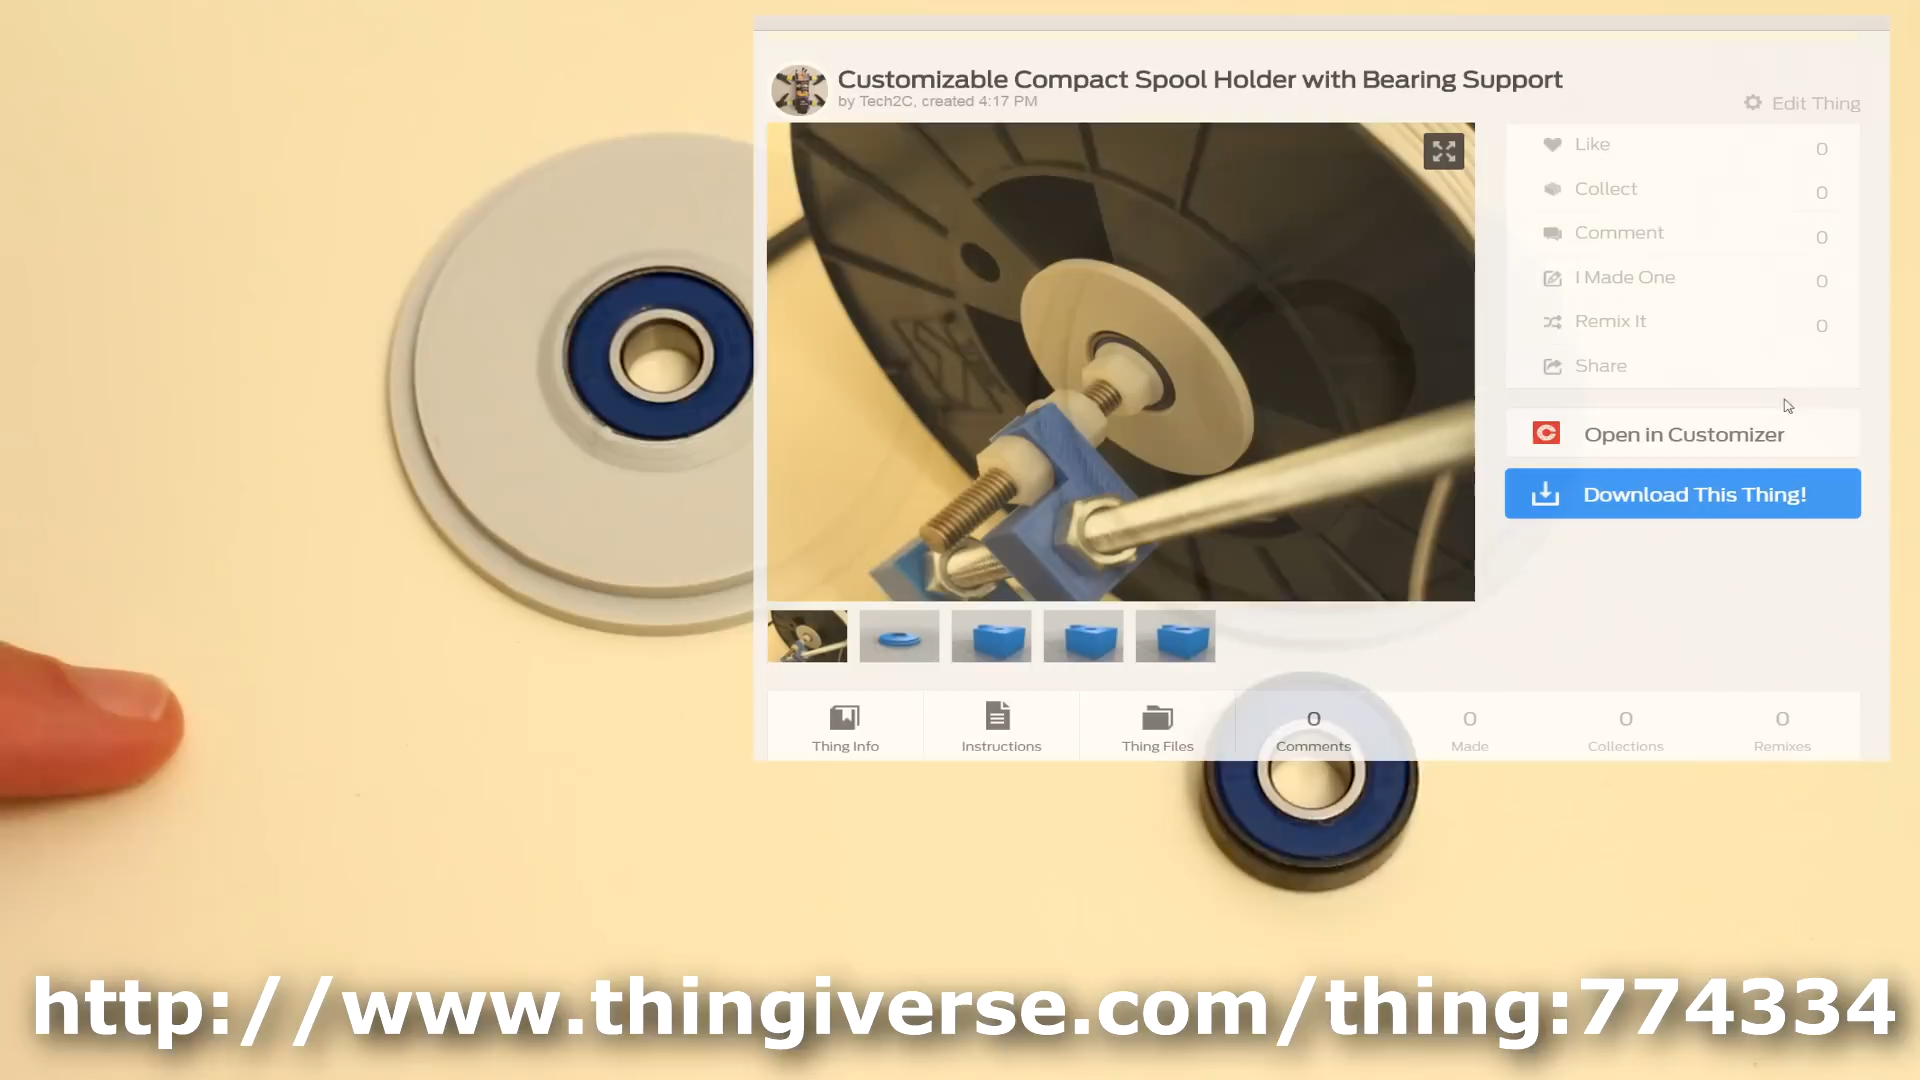 Customizable Compact Spool Holder with Bearing Support
by Tech2C, created 4:17 PM
Edit Thing
Like 0
Collect 0
Comment 0
I Made One 0
Remix It 0
Share
Open in Customizer
Download This Thing!
0 0 0 0
Thing Info Instructions Thing Files Comments Made Collections Remixes
http://www.thingiverse.com/thing:774334